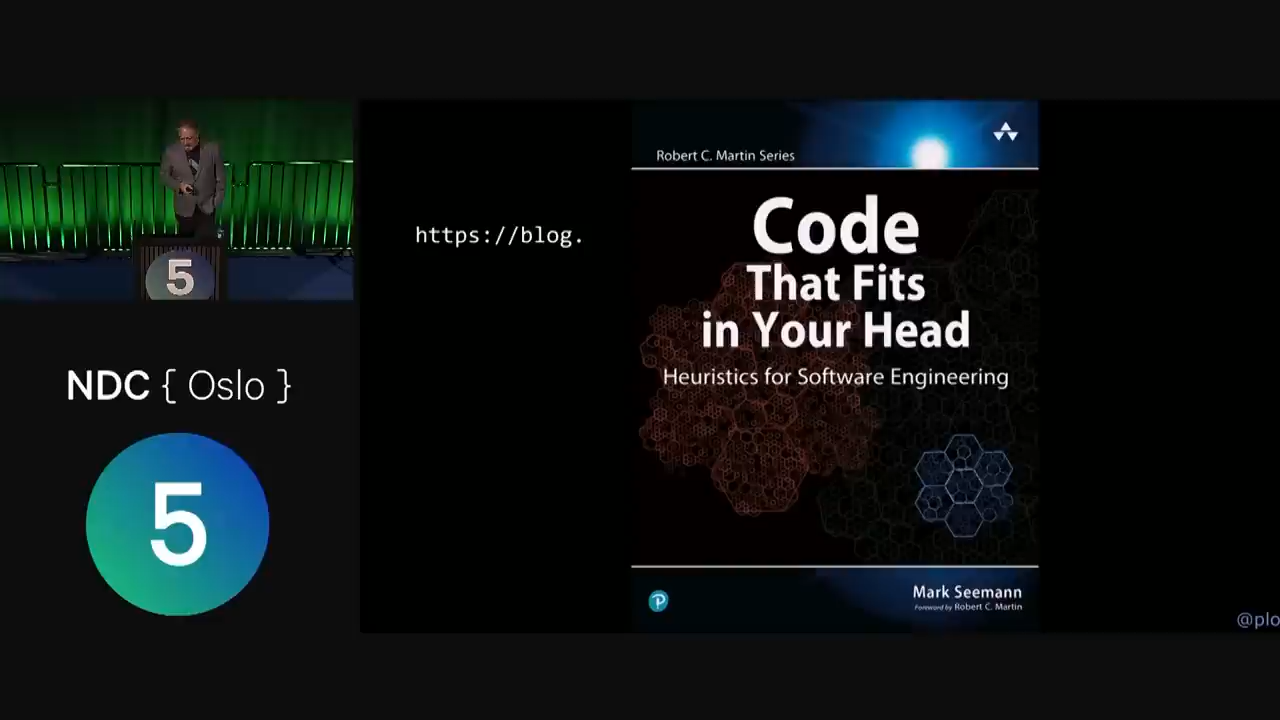 5
NDC { Oslo }
5
https://blog.
Robert C. Martin Series
Code
That Fits
in Your Head
Heuristics for Software Engineering
P
Mark Seemann
Foreword by Robert C. Martin
@plo